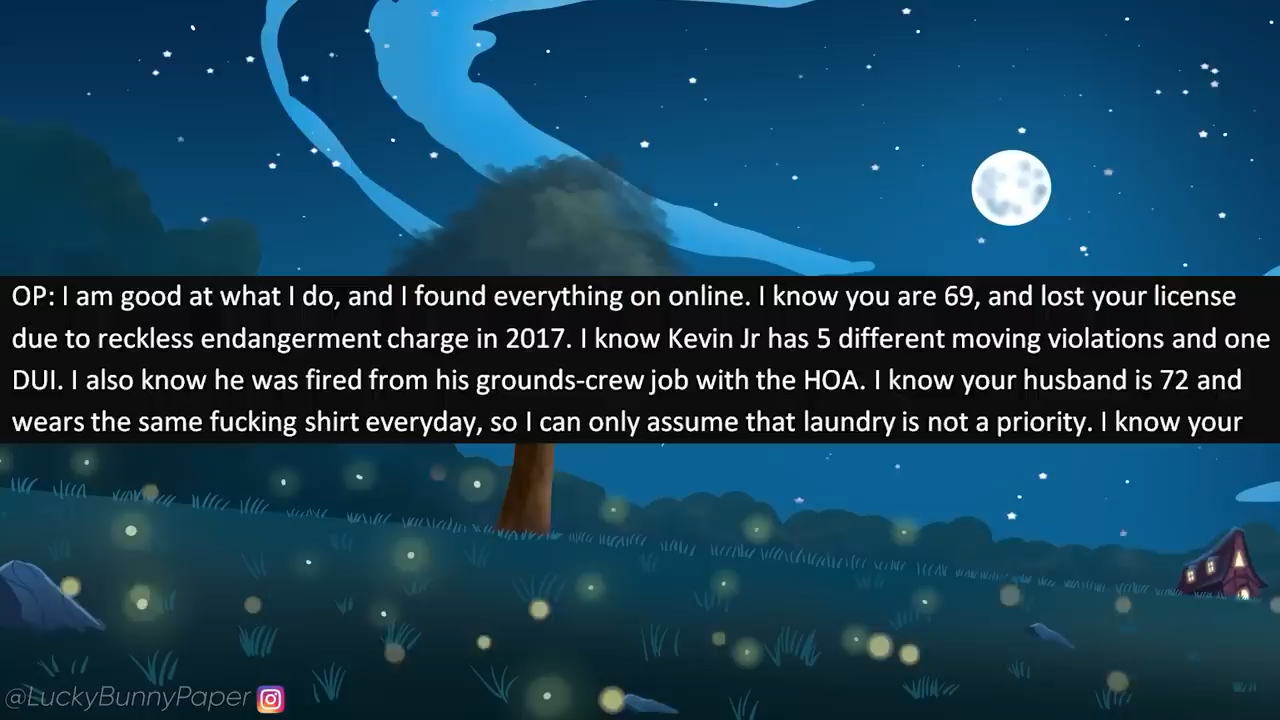 OP: I am good at what I do, and I found everything on online. I know you are 69, and lost your license
due to reckless endangerment charge in 2017. I know Kevin Jr has 5 different moving violations and one
DUI. I also know he was fired from his grounds-crew job with the HOA. I know your husband is 72 and
wears the same fucking shirt everyday, so I can only assume that laundry is not a priority. I know your
@LuckyBunnyPaper